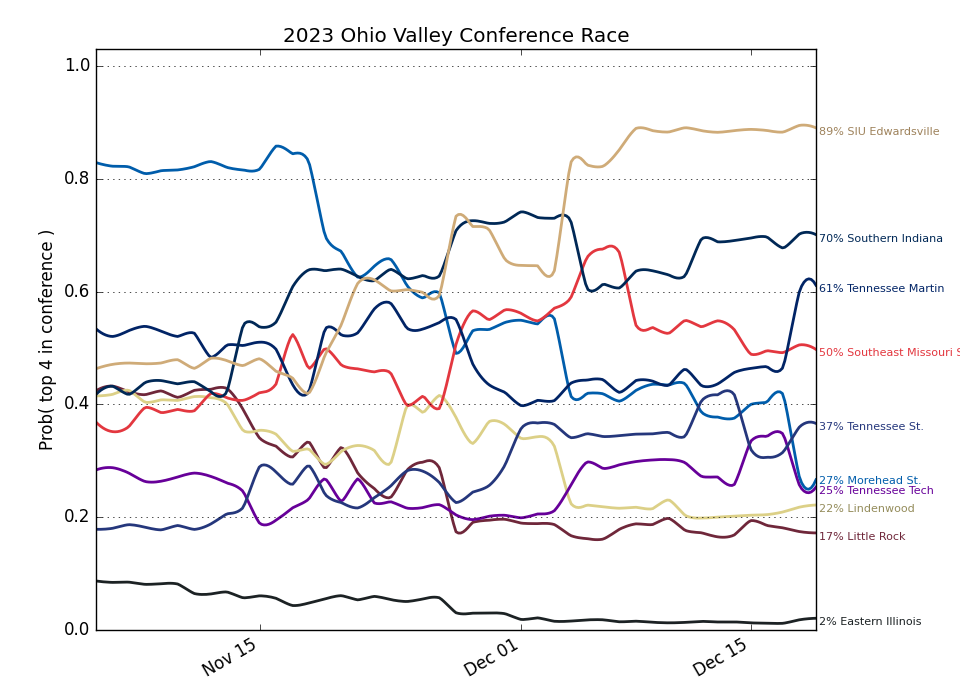 2023 Ohio Valley Conference Race
Prob( top 4 in conference )
1.0
0.8
0.6
0.4
0.2
0.0
Nov 15
Dec 01
Dec 15
89% SIU Edwardsville
70% Southern Indiana
61% Tennessee Martin
50% Southeast Missouri S
37% Tennessee St.
27% Morehead St.
25% Tennessee Tech
22% Lindenwood
17% Little Rock
2% Eastern Illinois